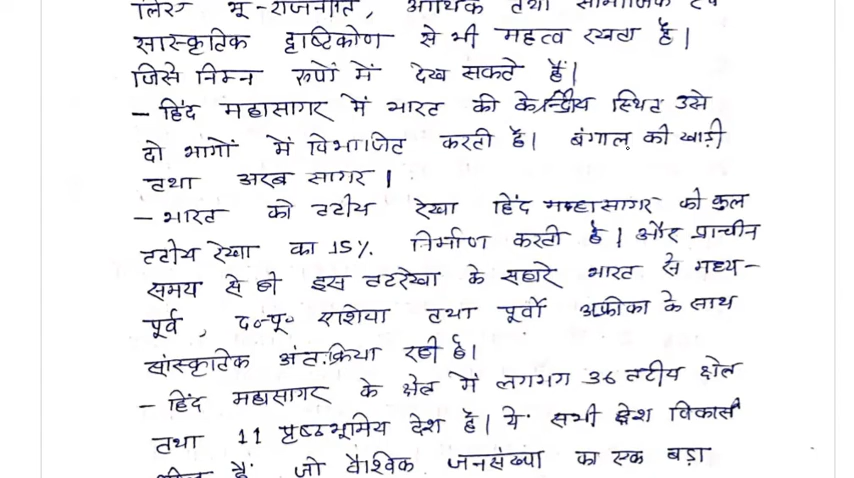 लिए भू-राजनीति, आर्थिक तथा सामाजिक एवं
सांस्कृतिक दृष्टिकोण से भी महत्व रखता है।
जिसे निम्न रूपों में देख सकते हैं।
- हिंद महासागर में भारत की केन्द्रीय स्थित उसे
दो भागों में विभाजित करती है। बंगाल की खाड़ी
तथा अरब सागर।
- भारत की तटीय रेखा हिंद महासागर की कुल
तटीय रेखा का 15% निर्माण करती है। और प्राचीन
समय से ही इस तटरेखा के सहारे भारत से मध्य-
पूर्व, द०पू० एशिया तथा पूर्वी अफ्रीका के साथ
सांस्कृतिक अंतःक्रिया रही है।
- हिंद महासागर के क्षेत्र में लगभग 36 तटीय क्षेत्र
तथा 11 पृष्ठभूमिय देश है। ये सभी देश विकास
हैं जो वैश्विक जनसंख्या का एक बड़ा